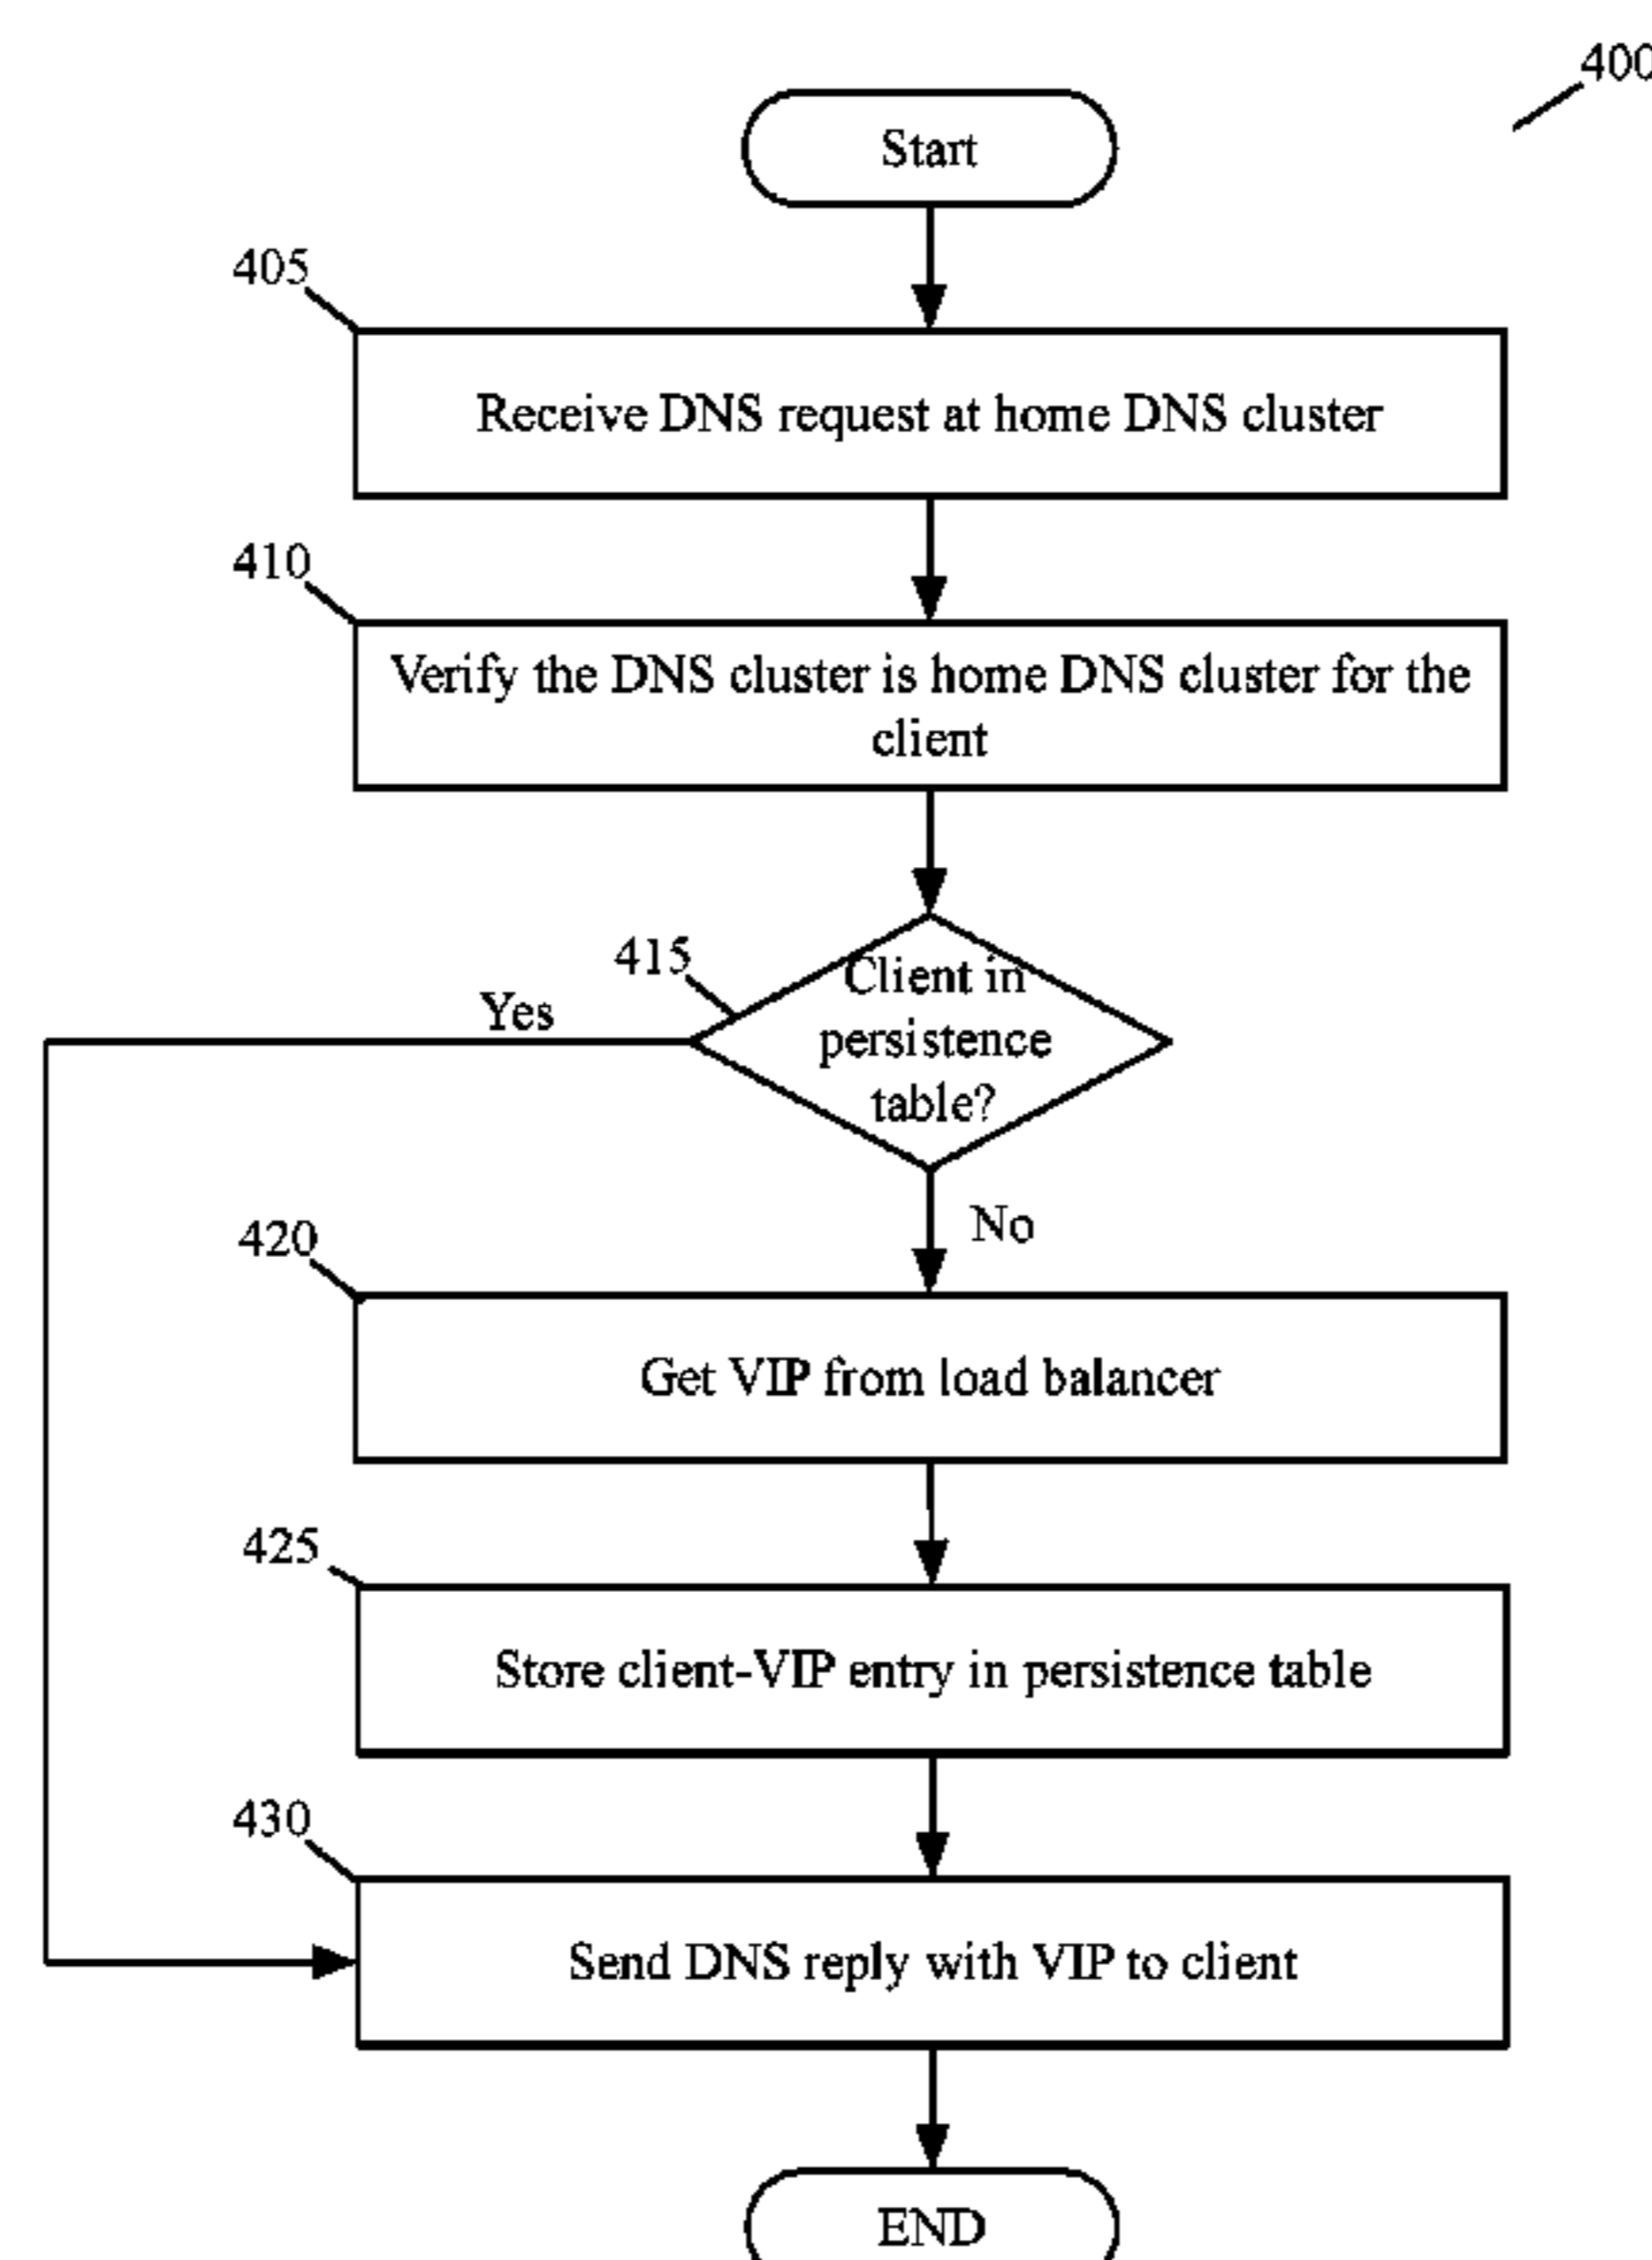 400
Start
405
Receive DNS request at home DNS cluster
410
Verify the DNS cluster is home DNS cluster for the
client
415
Client in
persistence
table?
Yes
No
420
Get VIP from load balancer
425
Store client-VIP entry in persistence table
430
Send DNS reply with VIP to client
END